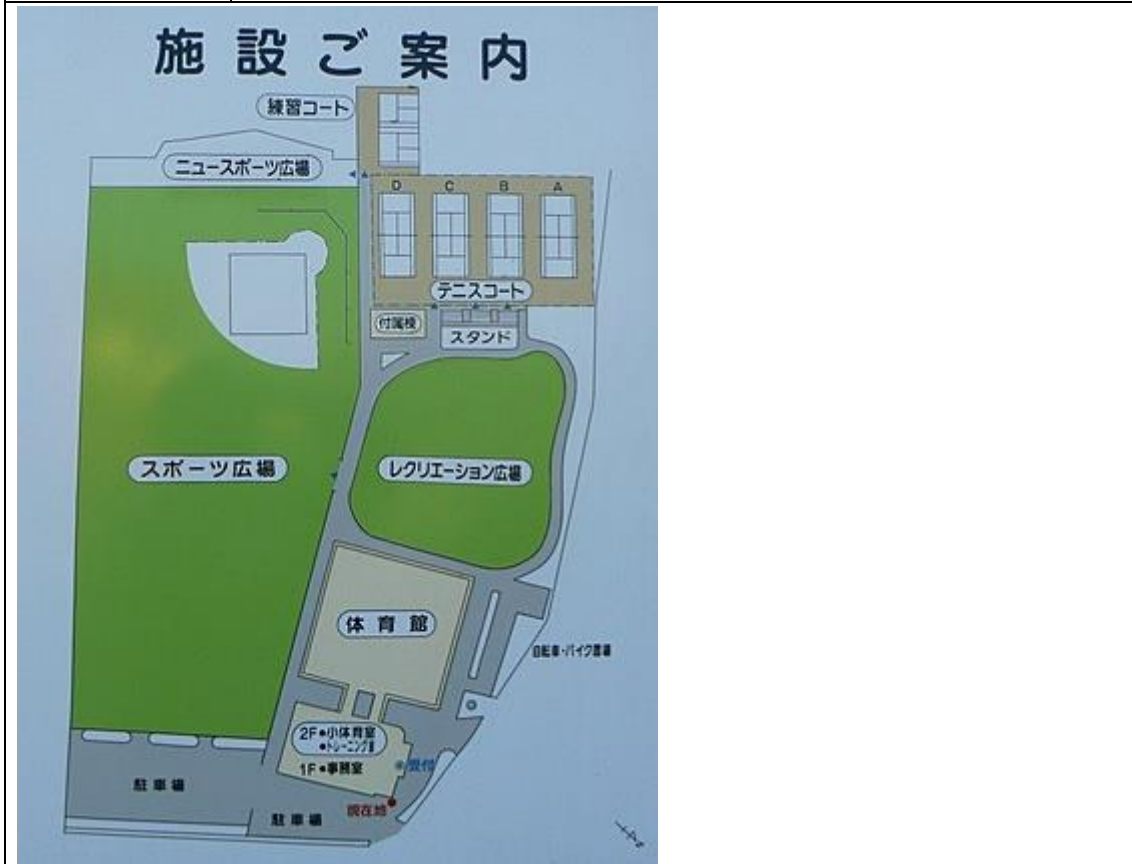 施設ご案内
練習コート
ニュースポーツ広場
D C B A
テニスコート
付属棟
スタンド
スポーツ広場
レクリエーション広場
体育館
自転車・バイク置場
2F●小体育室
●トレーニング室
1F●事務室
受付
駐車場
現在地
駐車場